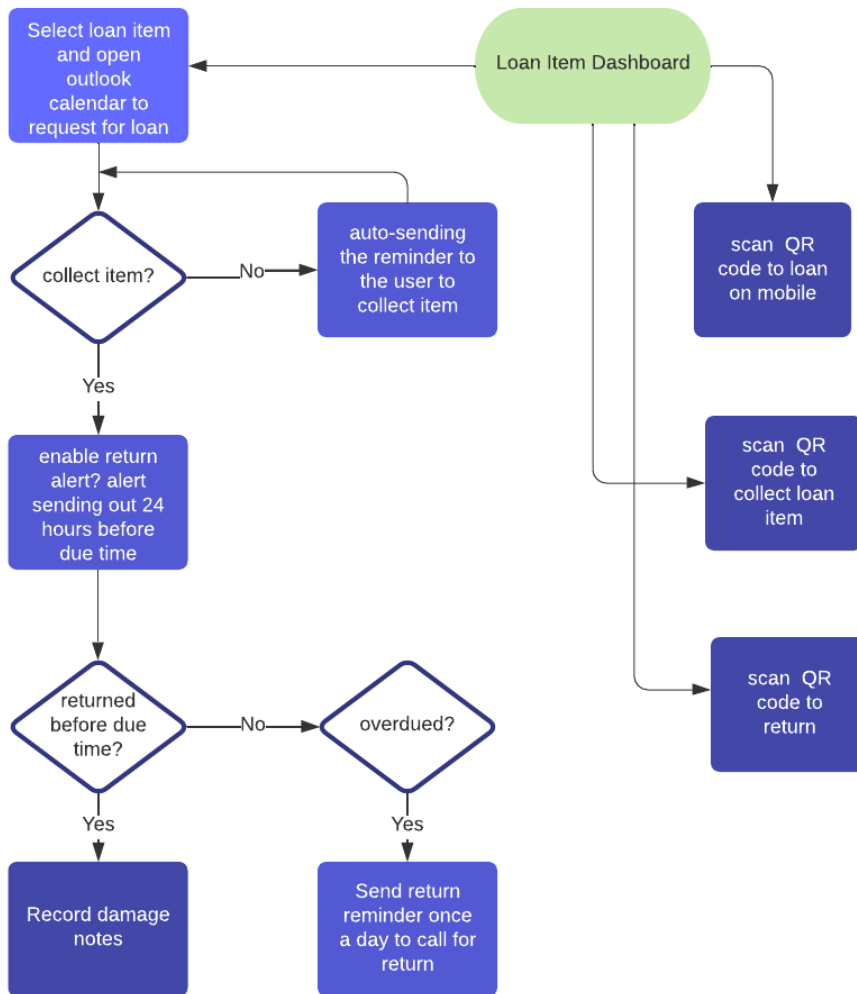 Select loan item
and open
outlook
calendar to
request for loan
Loan Item Dashboard
collect item?
No
auto-sending
the reminder to
the user to
collect item
scan QR
code to loan
on mobile
Yes
enable return
alert? alert
sending out 24
hours before
due time
scan QR
code to
collect loan
item
returned
before due
time?
No
overdued?
scan QR
code to
return
Yes
Yes
Record damage
notes
Send return
reminder once
a day to call for
return